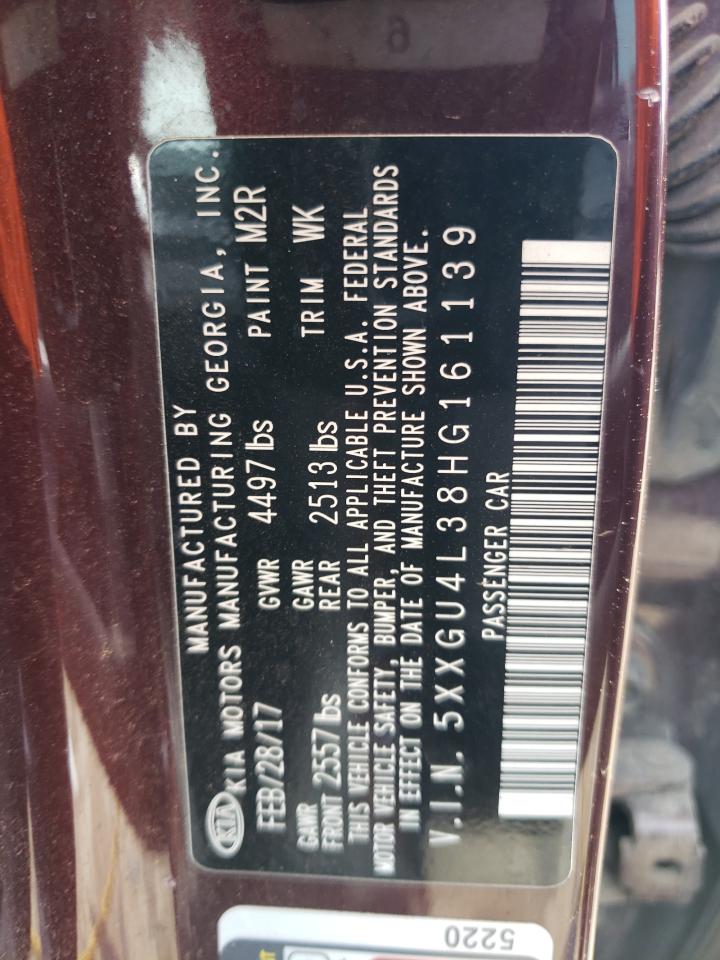 KIA
MANUFACTURED BY
KIA MOTORS MANUFACTURING GEORGIA, INC.
FEB/28/17 GVWR 4497 lbs PAINT M2R
GAWR FRONT 2557 lbs GAWR REAR 2513 lbs TRIM WK
THIS VEHICLE CONFORMS TO ALL APPLICABLE U.S.A. FEDERAL
MOTOR VEHICLE SAFETY, BUMPER, AND THEFT PREVENTION STANDARDS
IN EFFECT ON THE DATE OF MANUFACTURE SHOWN ABOVE.
V.I.N. 5XXGU4L38HG161139
PASSENGER CAR
5220